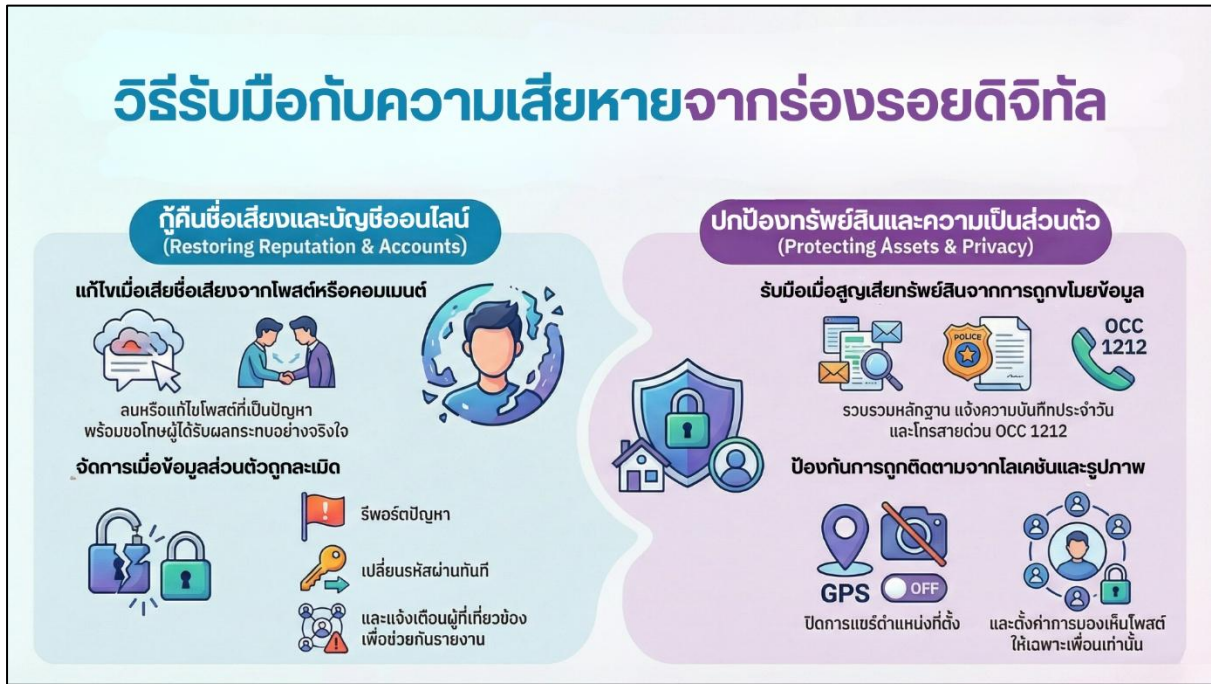 วิธีรับมือกับความเสียหายจากร่องรอยดิจิทัล
กู้คืนชื่อเสียงและบัญชีออนไลน์
(Restoring Reputation & Accounts)
แก้ไขเมื่อเสียชื่อเสียงจากโพสต์หรือคอมเมนต์
ลบหรือแก้ไขโพสต์ที่เป็นปัญหา
พร้อมขอโทษผู้ได้รับผลกระทบอย่างจริงใจ
จัดการเมื่อข้อมูลส่วนตัวถูกละเมิด
รีพอร์ตปัญหา
เปลี่ยนรหัสผ่านทันที
และแจ้งเตือนผู้ที่เกี่ยวข้อง
เพื่อช่วยกันรายงาน
ปกป้องทรัพย์สินและความเป็นส่วนตัว
(Protecting Assets & Privacy)
รับมือเมื่อสูญเสียทรัพย์สินจากการถูกขโมยข้อมูล
POLICE
OCC
1212
รวบรวมหลักฐาน แจ้งความบันทึกประจำวัน
และโทรสายด่วน OCC 1212
ป้องกันการถูกติดตามจากโลเคชันและรูปภาพ
GPS
OFF
ปิดการแชร์ตำแหน่งที่ตั้ง
และตั้งค่าการมองเห็นโพสต์
ให้เฉพาะเพื่อนเท่านั้น